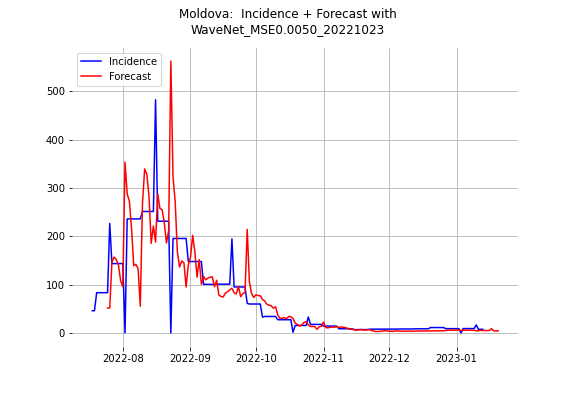 Moldova:  Incidence + Forecast with
WaveNet_MSE0.0050_20221023
Incidence
Forecast
500
400
300
200
100
0
2022-08 2022-09 2022-10 2022-11 2022-12 2023-01